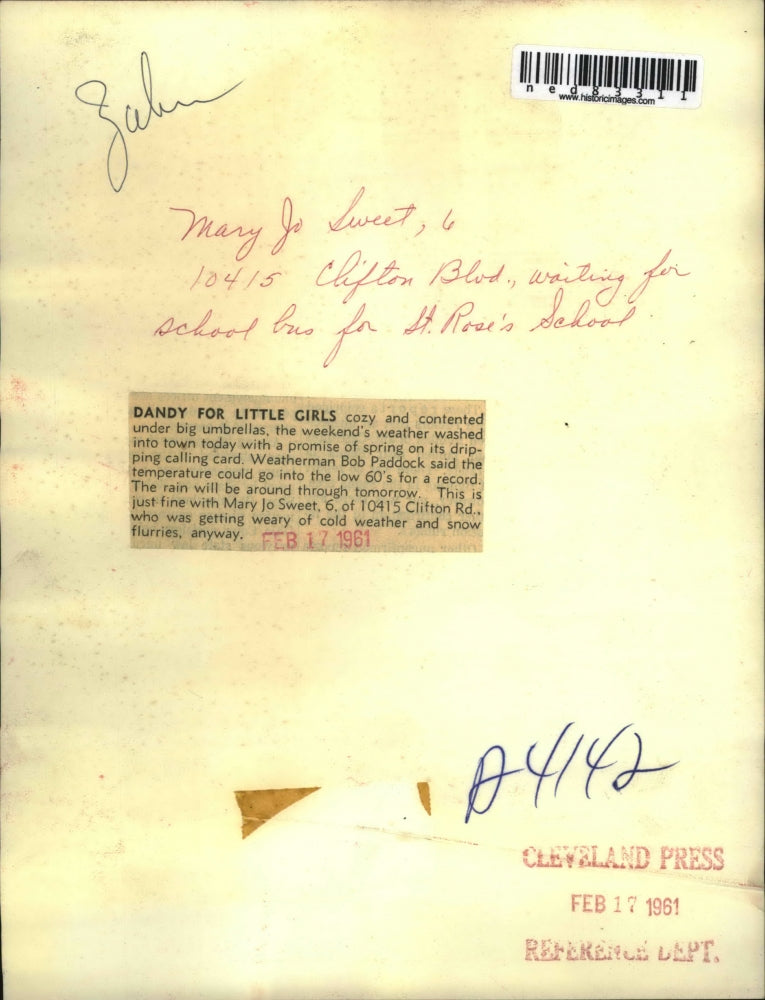 Zahn
ned83311
www.historicimages.com
Mary Jo Sweet, 6
10415 Clifton Blvd., waiting for
school bus for St. Rose's School
DANDY FOR LITTLE GIRLS cozy and contented
under big umbrellas, the weekend's weather washed
into town today with a promise of spring on its drip-
ping calling card. Weatherman Bob Paddock said the
temperature could go into the low 60's for a record.
The rain will be around through tomorrow. This is
just fine with Mary Jo Sweet, 6, of 10415 Clifton Rd.,
who was getting weary of cold weather and snow
flurries, anyway. FEB 17 1961
A4142
CLEVELAND PRESS
FEB 17 1961
REFERENCE DEPT.